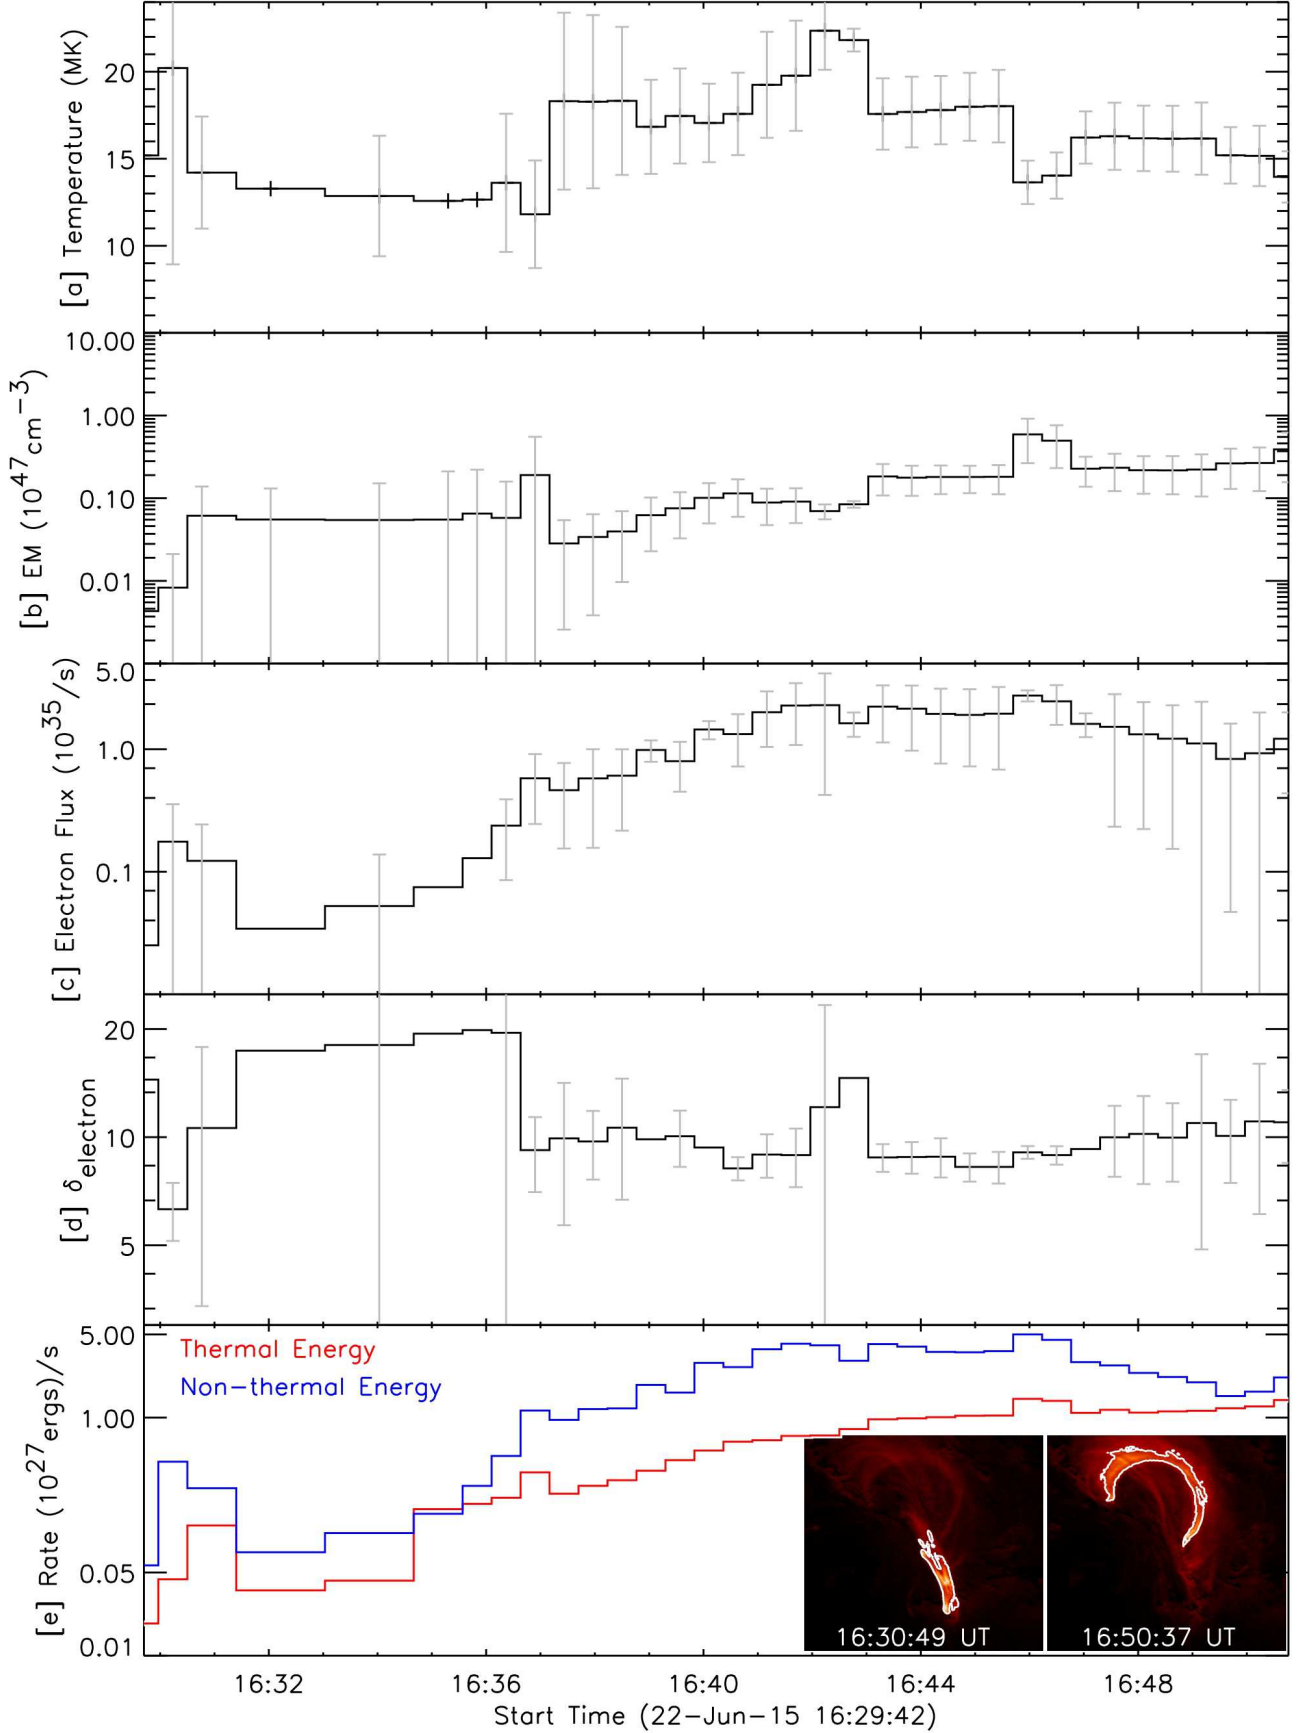 [a] Temperature (MK)
20
15
10
[b] EM (10^47 cm^-3)
10.00
1.00
0.10
0.01
[c] Electron Flux (10^35/s)
5.0
1.0
0.1
[d] δ_electron
20
10
5
[e] Rate (10^27 ergs)/s
5.00
1.00
0.05
0.01
Thermal Energy
Non-thermal Energy
16:30:49 UT
16:50:37 UT
16:32
16:36
16:40
16:44
16:48
Start Time (22-Jun-15 16:29:42)